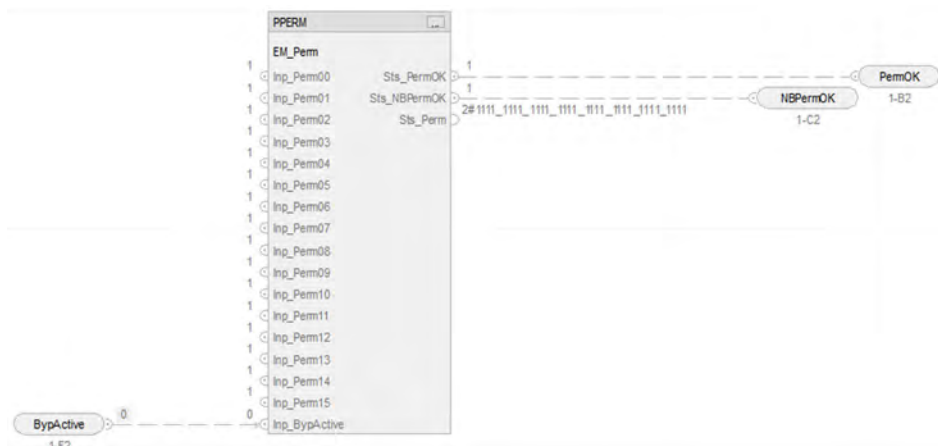 PPERM
...
EM_Perm
1 Inp_Perm00 Sts_PermOK 1 PermOK
1 Inp_Perm01 Sts_NBPermOK 1 NBPermOK 1-B2
1 Inp_Perm02 Sts_Perm 2#1111_1111_1111_1111_1111_1111_1111_1111 1-C2
1 Inp_Perm03
1 Inp_Perm04
1 Inp_Perm05
1 Inp_Perm06
1 Inp_Perm07
1 Inp_Perm08
1 Inp_Perm09
1 Inp_Perm10
1 Inp_Perm11
1 Inp_Perm12
1 Inp_Perm13
1 Inp_Perm14
1 Inp_Perm15
BypActive 0 0 Inp_BypActive